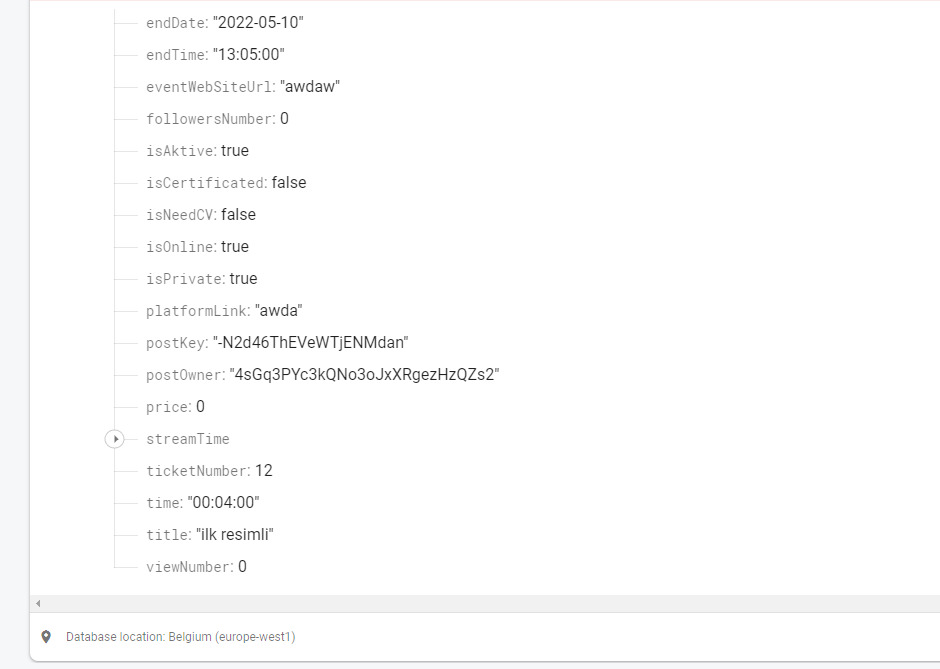 endDate: "2022-05-10"
endTime: "13:05:00"
eventWebSiteUrl: "awdaw"
followersNumber: 0
isAktive: true
isCertificated: false
isNeedCV: false
isOnline: true
isPrivate: true
platformLink: "awda"
postKey: "-N2d46ThEVeWTjENMdan"
postOwner: "4sGq3PYc3kQNo3oJxXRgezHzQZs2"
price: 0
streamTime
ticketNumber: 12
time: "00:04:00"
title: "ilk resimli"
viewNumber: 0
Database location: Belgium (europe-west1)